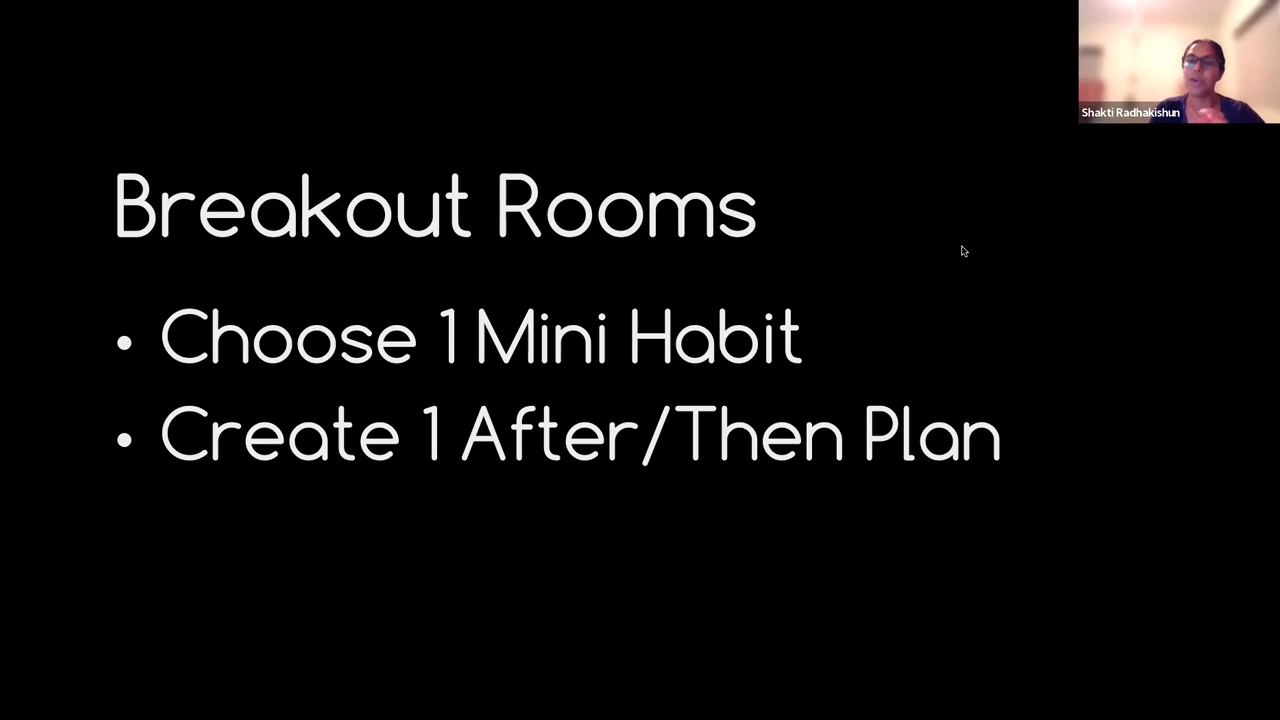 Shakti Radhakishun
Breakout Rooms
• Choose 1 Mini Habit
• Create 1 After/Then Plan